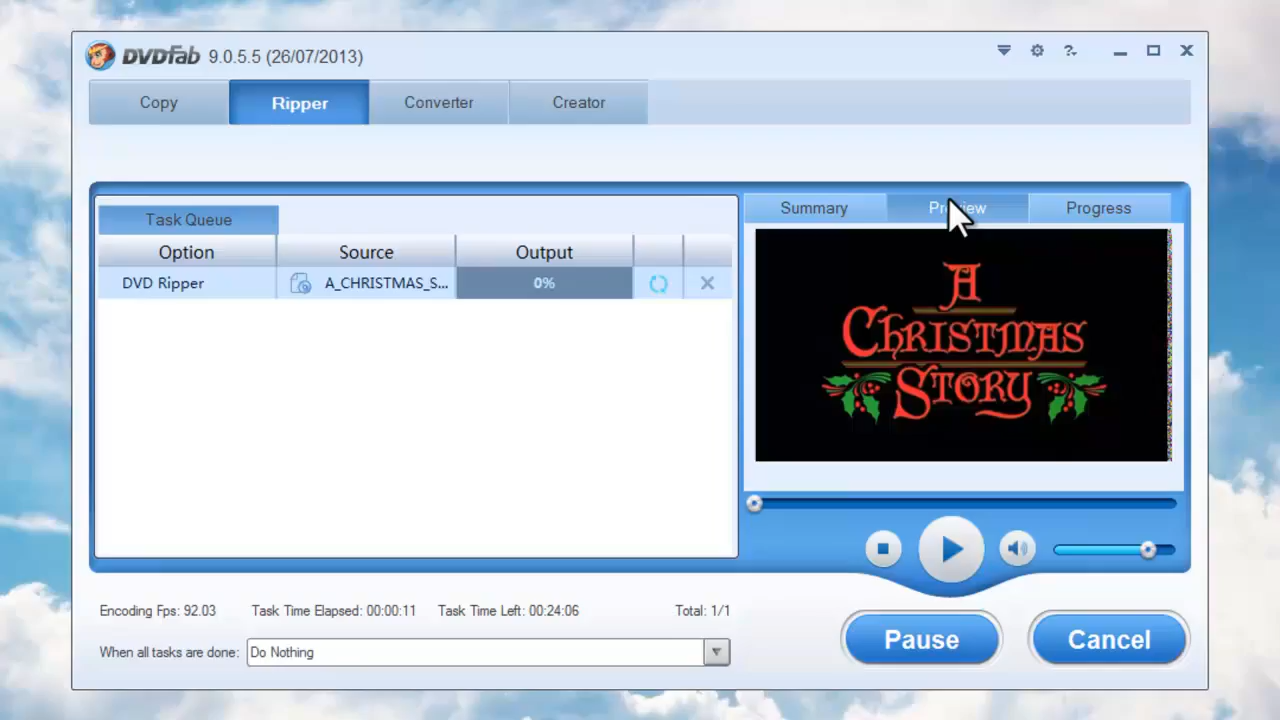 DVDFab 9.0.5.5 (26/07/2013)
Copy Ripper Converter Creator
Task Queue
Option Source Output
DVD Ripper A_CHRISTMAS_S... 0%
Summary Preview Progress
A
CHRISTMAS
STORY
Encoding Fps: 92.03 Task Time Elapsed: 00:00:11 Task Time Left: 00:24:06 Total: 1/1
When all tasks are done: Do Nothing
Pause Cancel